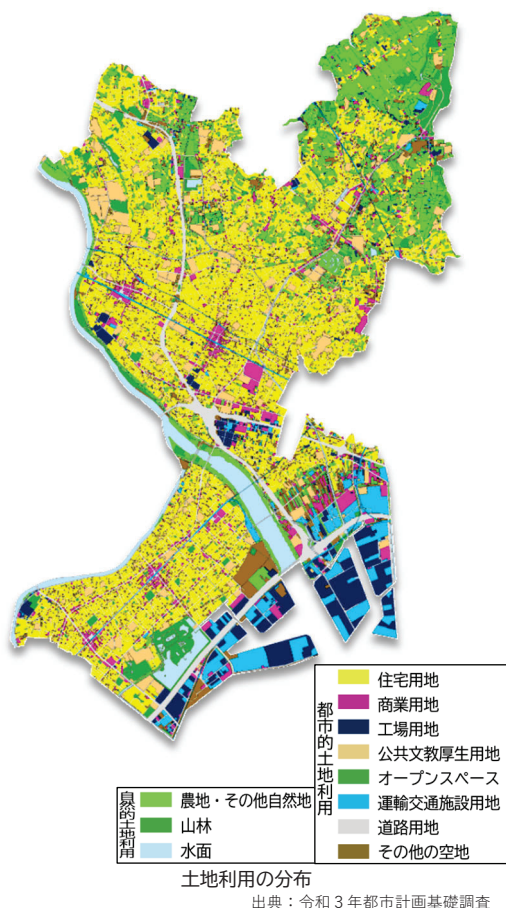 都市的土地利用
住宅用地
商業用地
工場用地
公共文教厚生用地
オープンスペース
運輸交通施設用地
道路用地
その他の空地
自然的土地利用
農地・その他自然地
山林
水面
土地利用の分布
出典：令和３年都市計画基礎調査